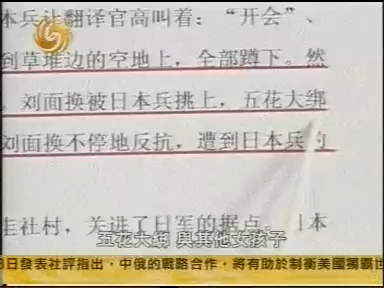 本兵让翻译官高叫着：“开会”、
到草堆边的空地上，全部蹲下。然
，刘面换被日本兵挑上，五花大绑
刘面换不停地反抗，遭到日本兵的
圭社村，关进了日军的据点。
五花大綁 與其他女孩子
日發表社評指出，中俄的戰略合作，將有助於制衡美國獨霸世